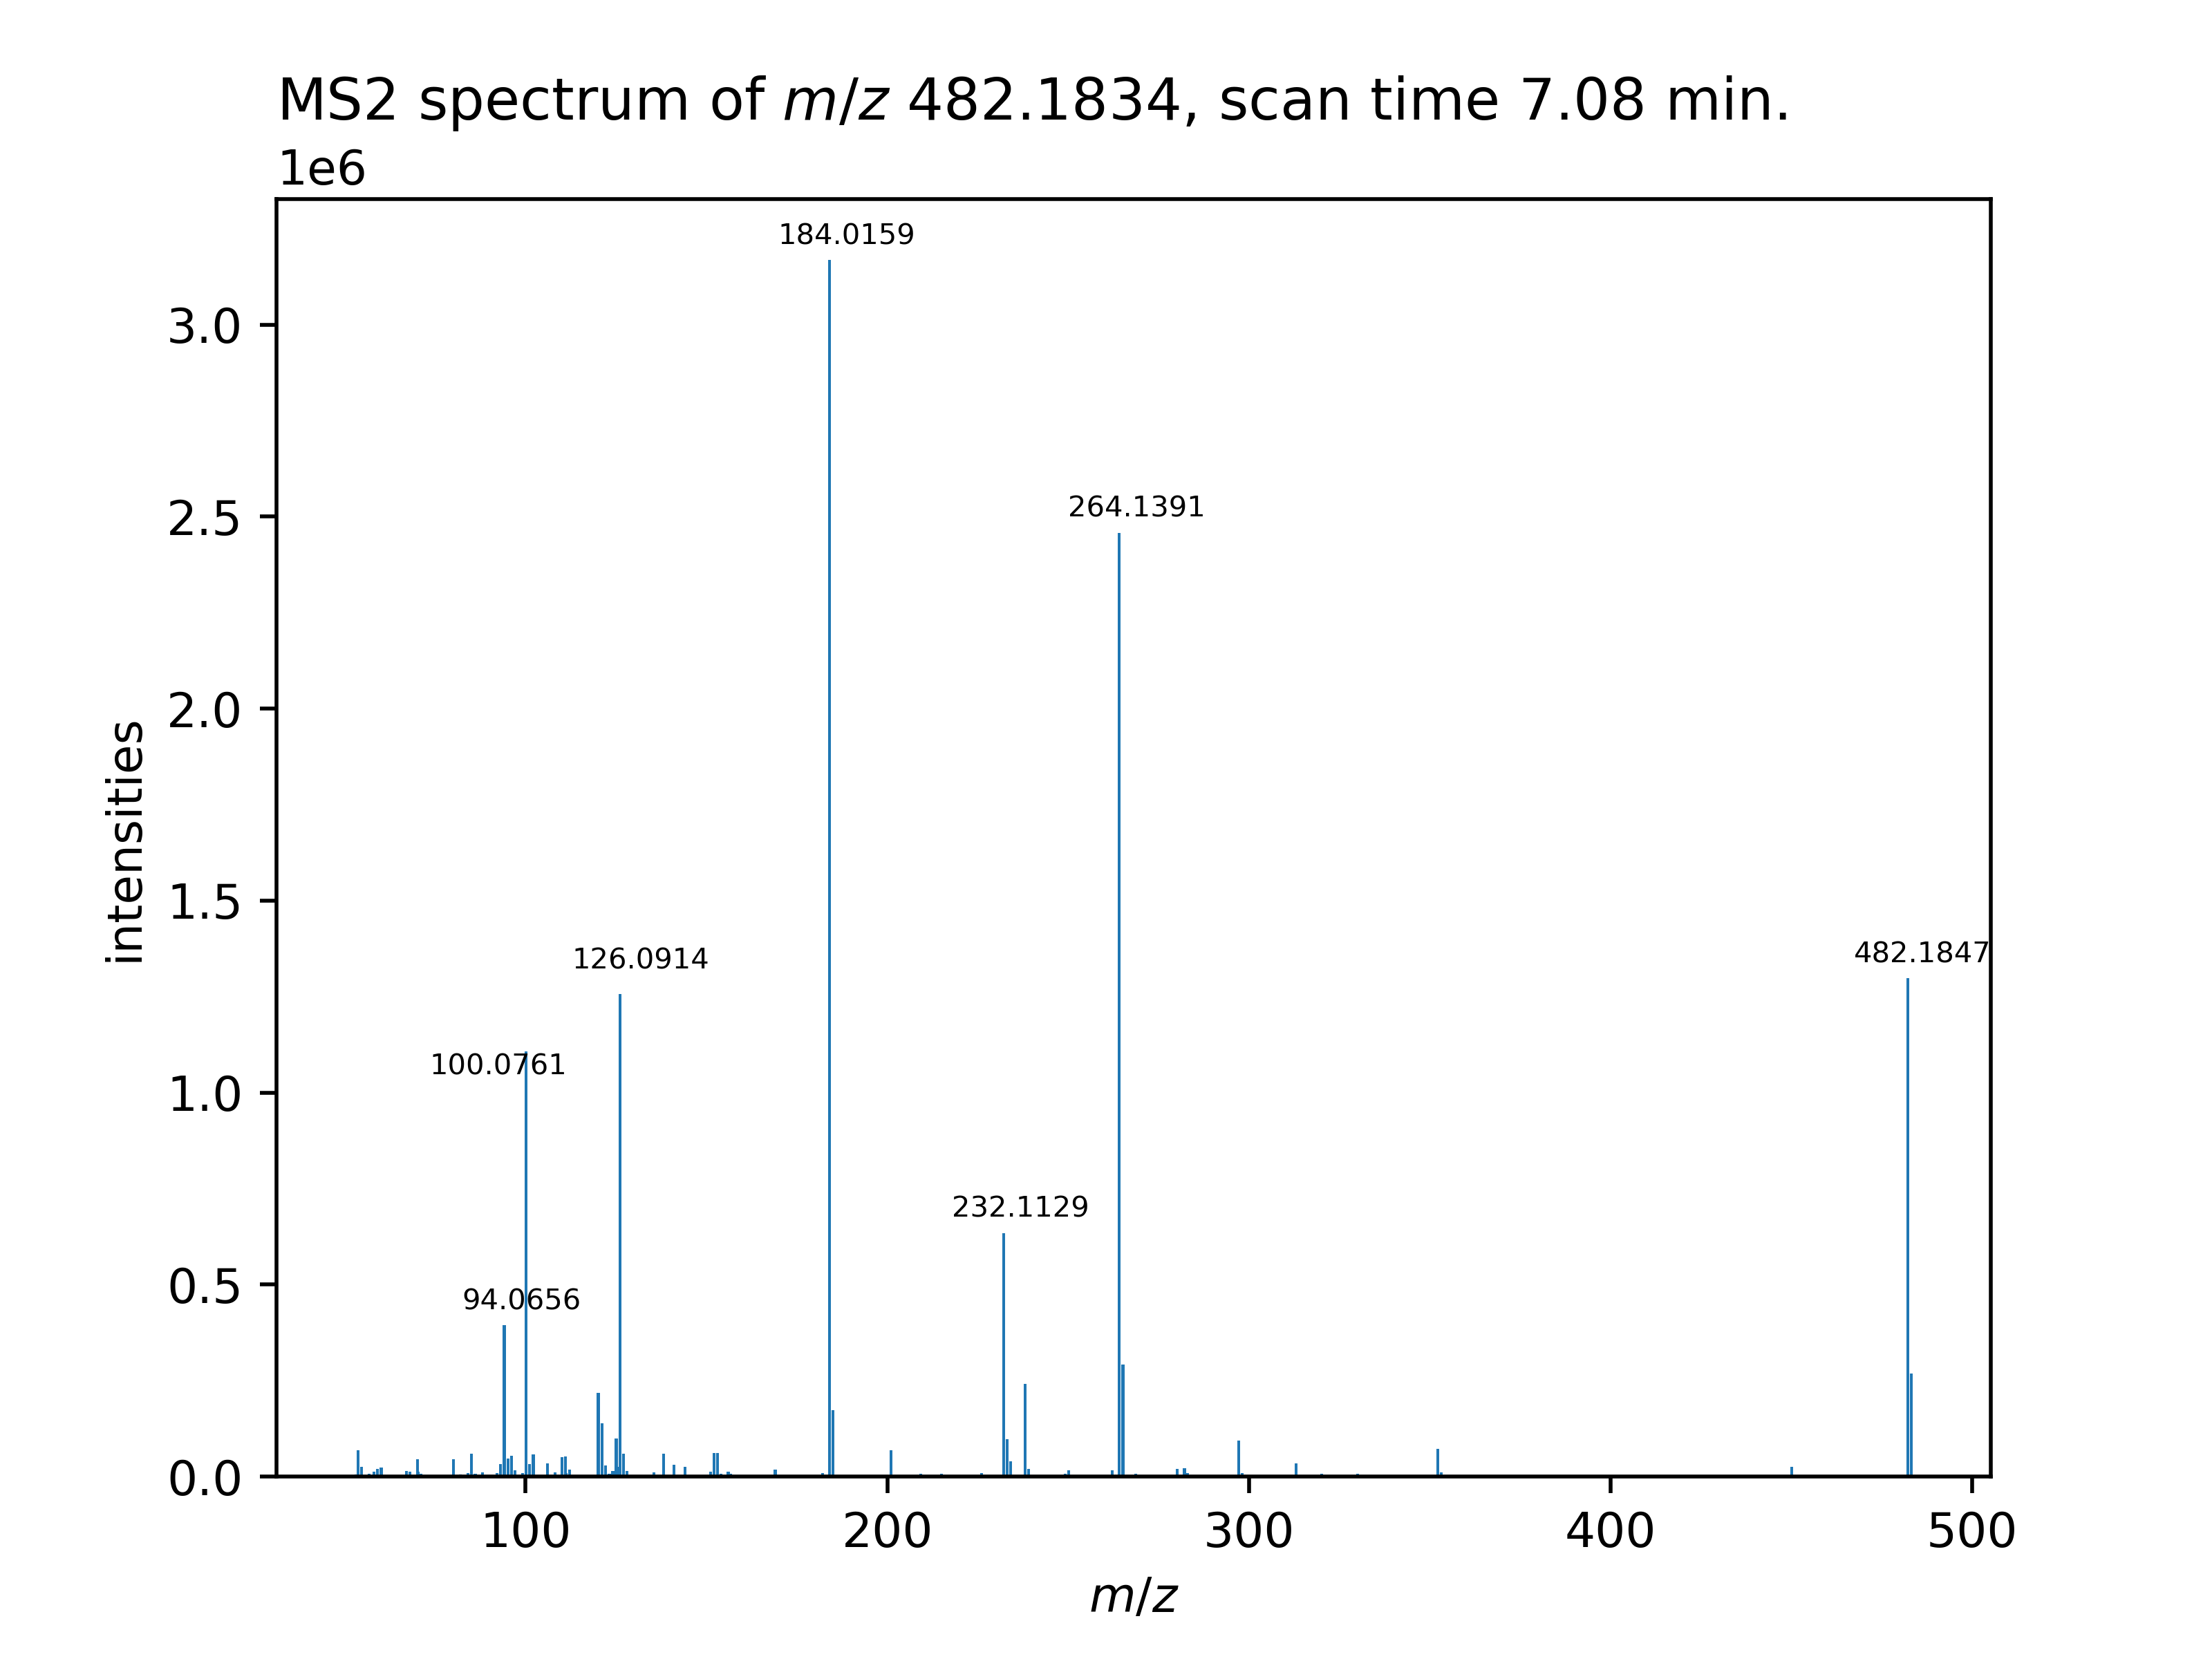 MS2 spectrum of m/z 482.1834, scan time 7.08 min.
1e6
184.0159
3.0
264.1391
2.5
2.0
intensities
1.5
126.0914
482.1847
100.0761
1.0
232.1129
94.0656
0.5
0.0
100 200 300 400 500
m/z